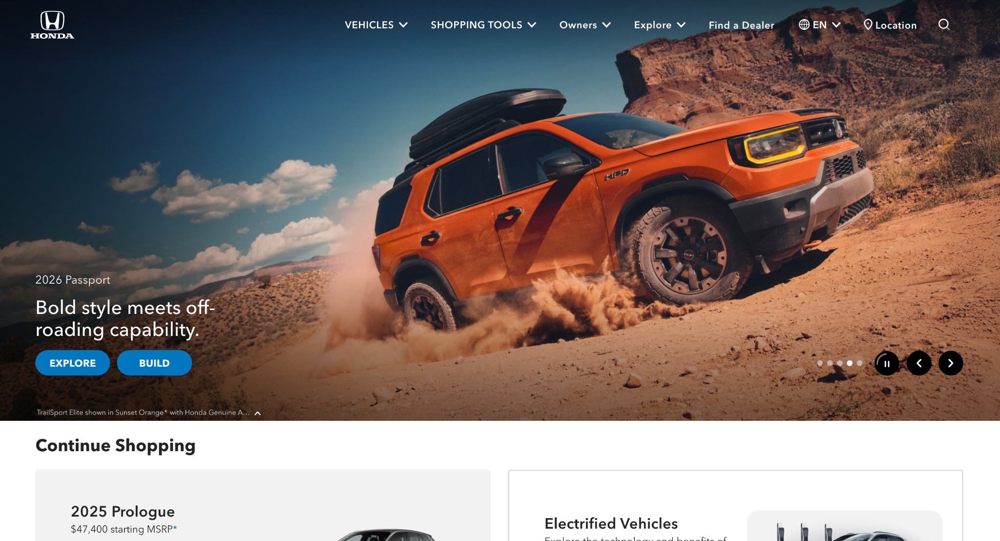 HONDA
VEHICLES
SHOPPING TOOLS
Owners
Explore
Find a Dealer
EN
Location
HPD
2026 Passport
Bold style meets off-
roading capability.
EXPLORE
BUILD
TrailSport Elite shown in Sunset Orange* with Honda Genuine A...
Continue Shopping
2025 Prologue
$47,400 starting MSRP*
Electrified Vehicles
Explore the technology and benefits of